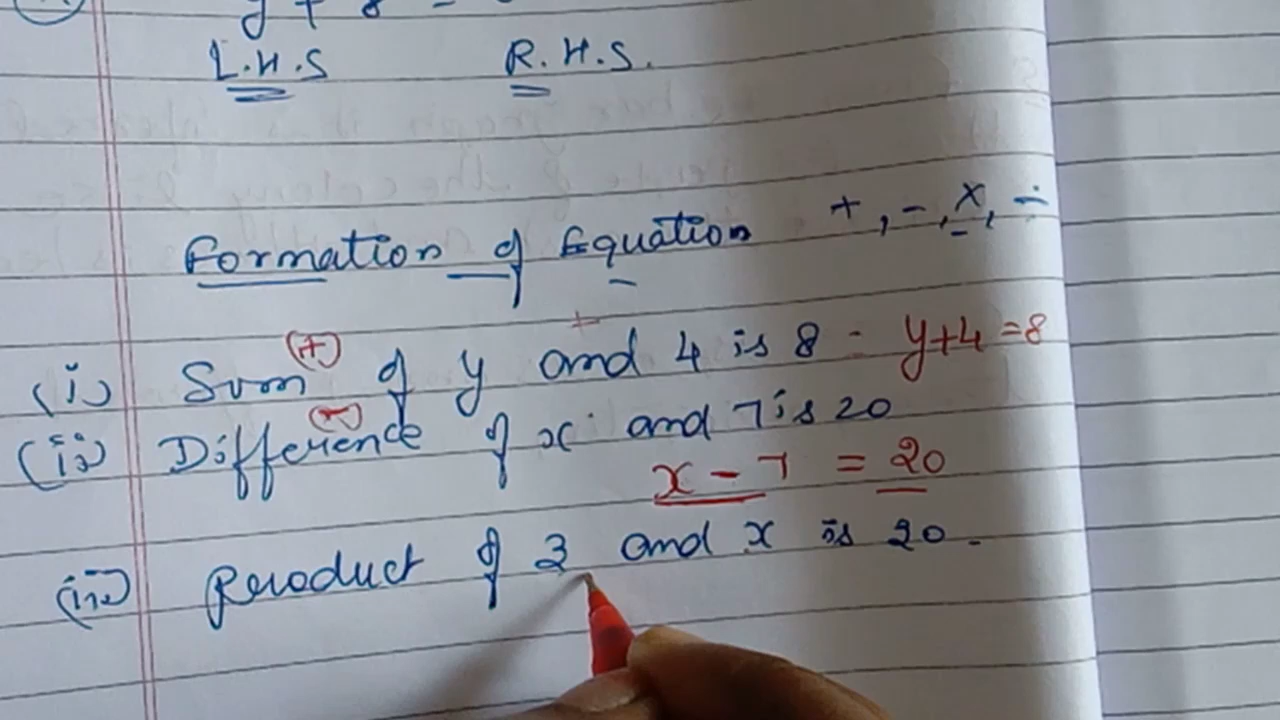 y + 8
L.H.S R.H.S.
Formation of Equation +, -, x, ÷
(+)
(i) Sum of y and 4 is 8 - y+4 =8
(-)
(ii) Difference of x and 7 is 20
x - 7 = 20
(iii) Product of 3 and x is 20.